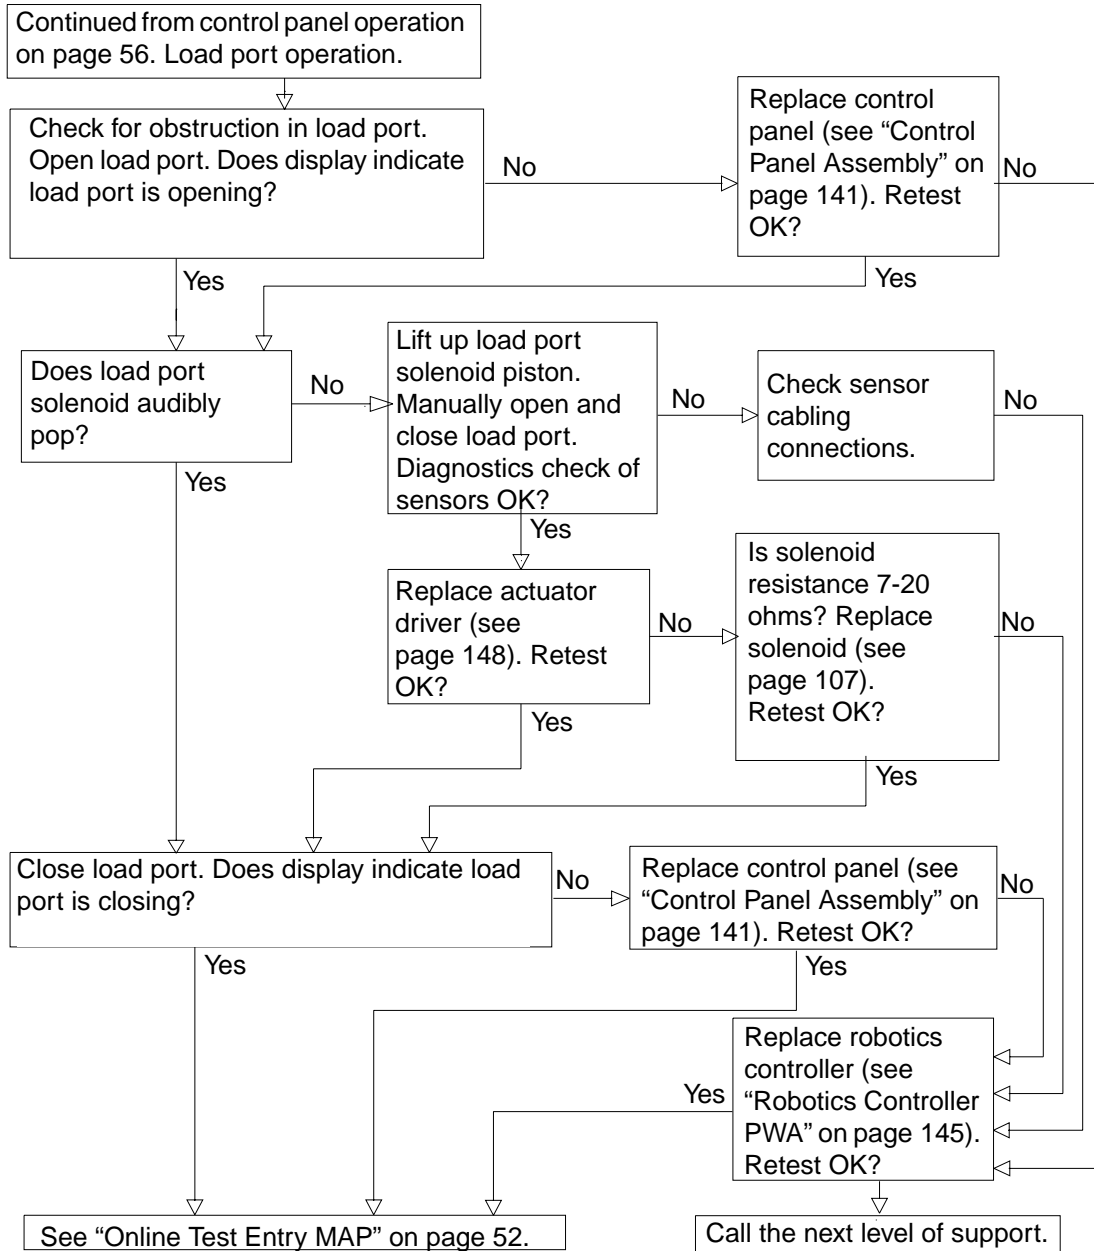 Continued from control panel operation
on page 56. Load port operation.
Check for obstruction in load port.
Open load port. Does display indicate
load port is opening?
No
Replace control
panel (see “Control
Panel Assembly” on
page 141). Retest
OK?
No
Yes
Yes
Does load port
solenoid audibly
pop?
No
Lift up load port
solenoid piston.
Manually open and
close load port.
Diagnostics check of
sensors OK?
No
Check sensor
cabling
connections.
No
Yes
Yes
Replace actuator
driver (see
page 148). Retest
OK?
No
Is solenoid
resistance 7-20
ohms? Replace
solenoid (see
page 107).
Retest OK?
No
Yes
Yes
Close load port. Does display indicate load
port is closing?
No
Replace control panel (see
“Control Panel Assembly” on
page 141). Retest OK?
No
Yes
Yes
Replace robotics
controller (see
“Robotics Controller
PWA” on page 145).
Retest OK?
Yes
See “Online Test Entry MAP” on page 52.
Call the next level of support.